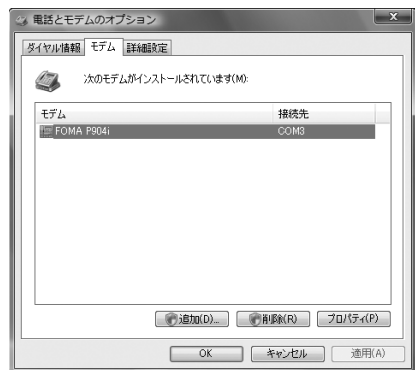 電話とモデムのオプション
ダイヤル情報 モデム 詳細設定
次のモデムがインストールされています(M):
モデム 接続先
FOMA P904i COM3
追加(D)... 削除(R) プロパティ(P)
OK キャンセル 適用(A)